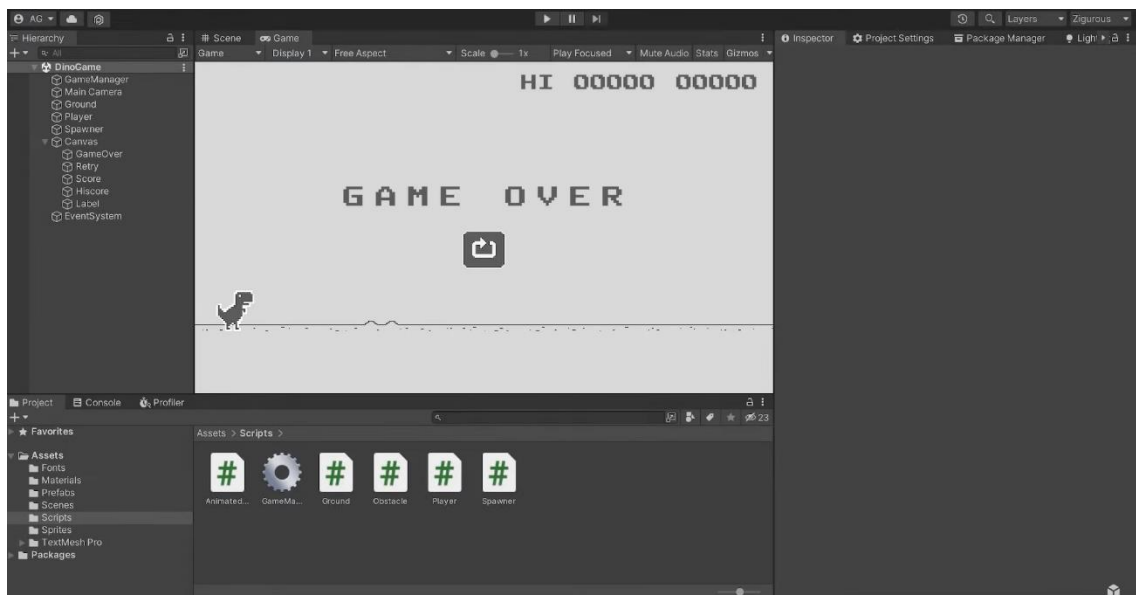 AG
Layers
Zigurous
Hierarchy
# Scene
Game
Inspector
Project Settings
Package Manager
Light
All
Game
Display 1
Free Aspect
Scale
1x
Play Focused
Mute Audio
Stats
Gizmos
DinoGame
GameManager
Main Camera
Ground
Player
Spawner
Canvas
GameOver
Retry
Score
Hiscore
Label
EventSystem
HI 00000 00000
GAME OVER
Project
Console
Profiler
23
Favorites
Assets
Fonts
Materials
Prefabs
Scenes
Scripts
Sprites
TextMesh Pro
Packages
Assets > Scripts >
# # # # #
Animated...
GameMa...
Ground
Obstacle
Player
Spawner